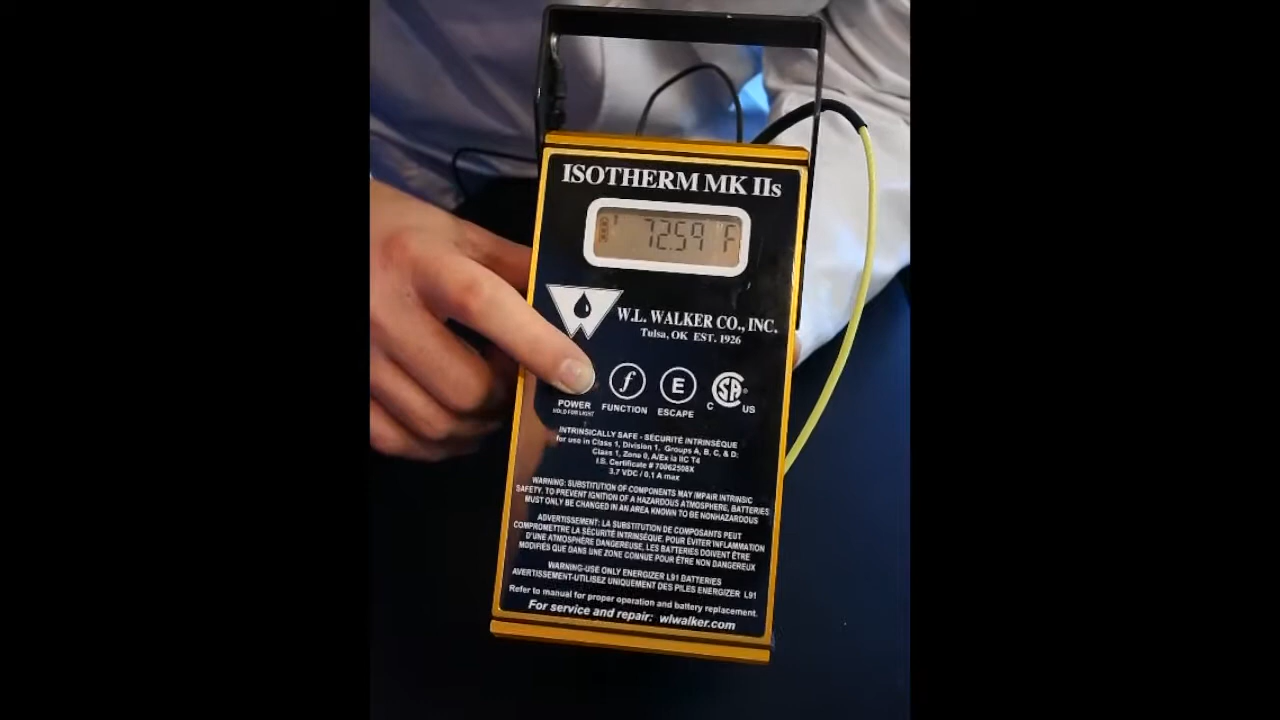 ISOTHERM MK IIs
72.59 F
W.L. WALKER CO., INC.
Tulsa, OK EST. 1926
f E SA®
C US
POWER FUNCTION ESCAPE
HOLD FOR LIGHT
INTRINSICALLY SAFE - SÉCURITÉ INTRINSÈQUE
for use in Class 1, Division 1, Groups A, B, C, & D:
Class 1, Zone 0, A/Ex ia IIC T4
I.S. Certificate # 70062508X
3.7 VDC / 0.1 A max
WARNING: SUBSTITUTION OF COMPONENTS MAY IMPAIR INTRINSIC
SAFETY. TO PREVENT IGNITION OF A HAZARDOUS ATMOSPHERE, BATTERIES
MUST ONLY BE CHANGED IN AN AREA KNOWN TO BE NONHAZARDOUS
ADVERTISSEMENT: LA SUBSTITUTION DE COMPOSANTS PEUT
COMPROMETTRE LA SÉCURITÉ INTRINSÉQUE. POUR ÉVITER INFLAMMATION
D'UNE ATMOSPHÈRE DANGEREUSE, LES BATTERIES DOIVENT ÊTRE
MODIFIÉS QUE DANS UNE ZONE CONNUE POUR ÊTRE NON DANGEREUX
WARNING-USE ONLY ENERGIZER L91 BATTERIES
AVERTISSEMENT-UTILISEZ UNIQUEMENT DES PILES ENERGIZER L91
Refer to manual for proper operation and battery replacement.
For service and repair: wlwalker.com